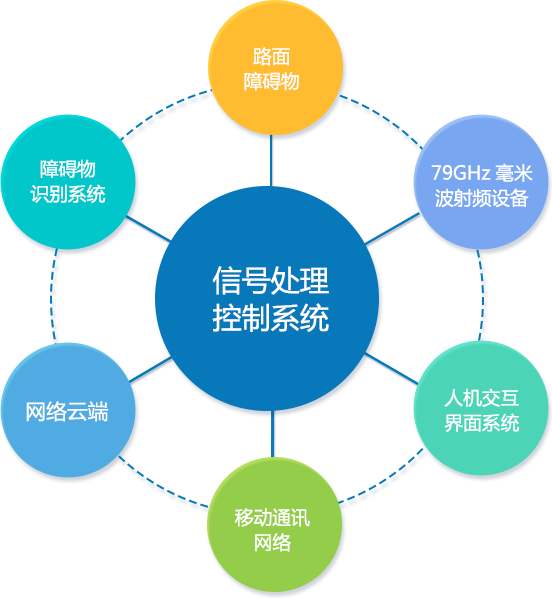 路面
障碍物
79GHz 毫米
波射频设备
人机交互
界面系统
移动通讯
网络
网络云端
障碍物
识别系统
信号处理
控制系统